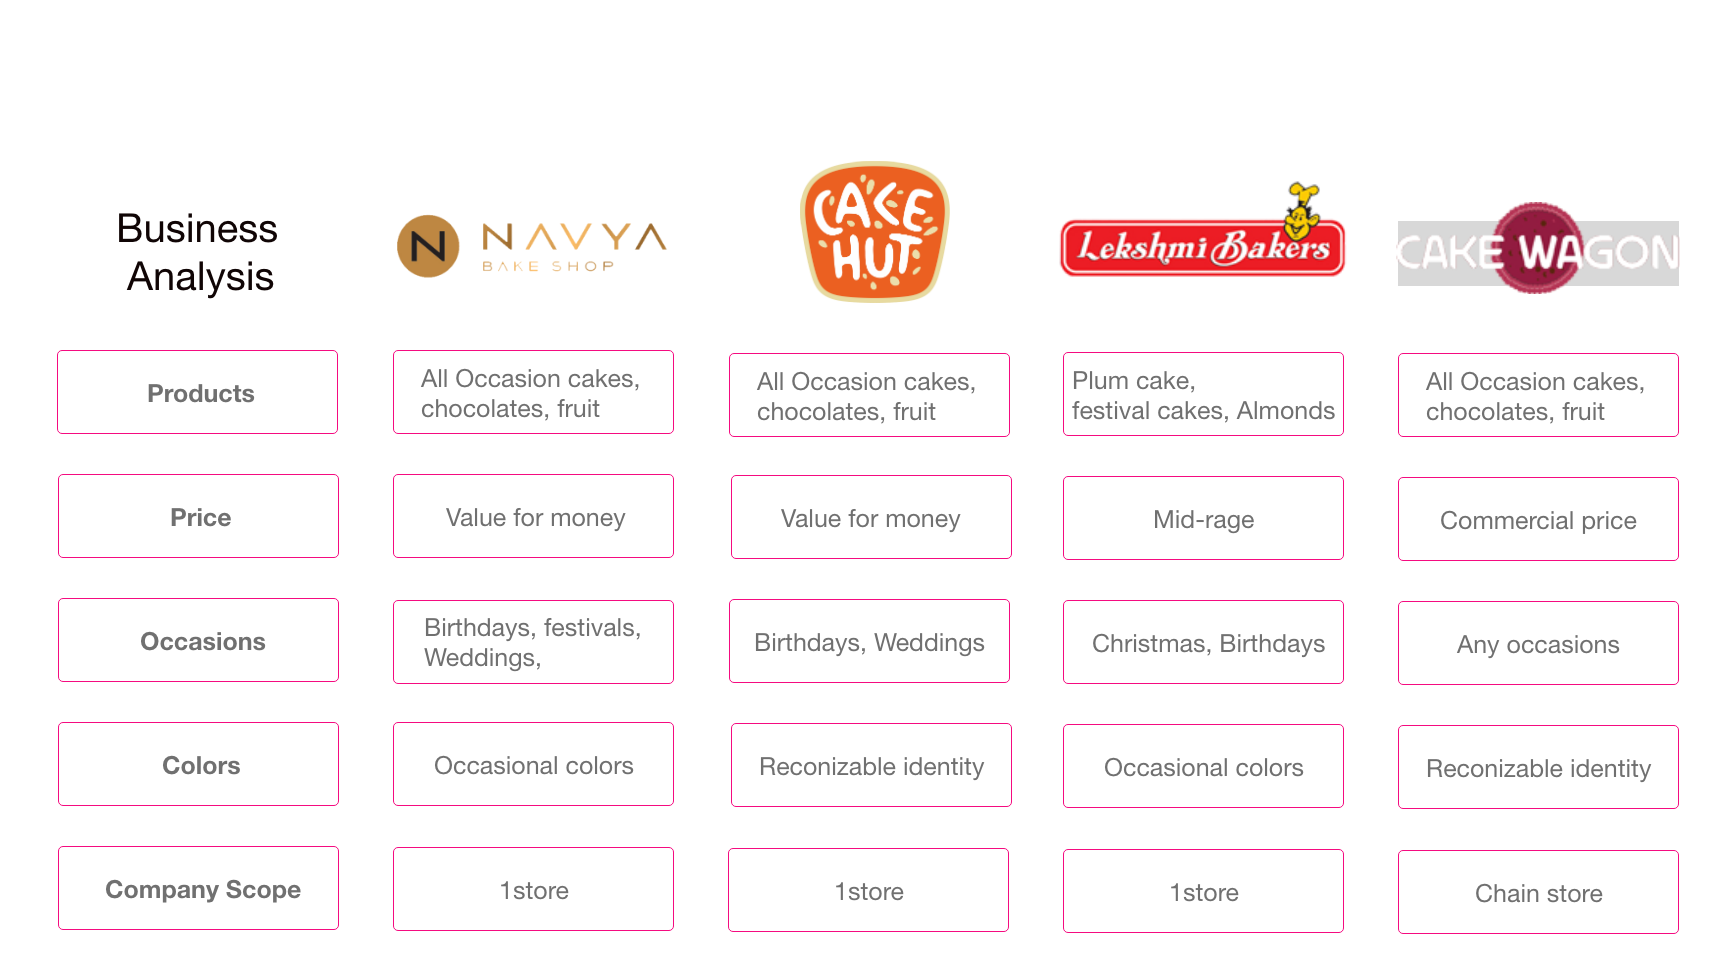 Business
Analysis
N
NAVYA
BAKE SHOP
CAKE
HUT
Lekshmi Bakers
CAKE WAGON
Products
All Occasion cakes,
chocolates, fruit
All Occasion cakes,
chocolates, fruit
Plum cake,
festival cakes, Almonds
All Occasion cakes,
chocolates, fruit
Price
Value for money
Value for money
Mid-rage
Commercial price
Occasions
Birthdays, festivals,
Weddings,
Birthdays, Weddings
Christmas, Birthdays
Any occasions
Colors
Occasional colors
Reconizable identity
Occasional colors
Reconizable identity
Company Scope
1store
1store
1store
Chain store